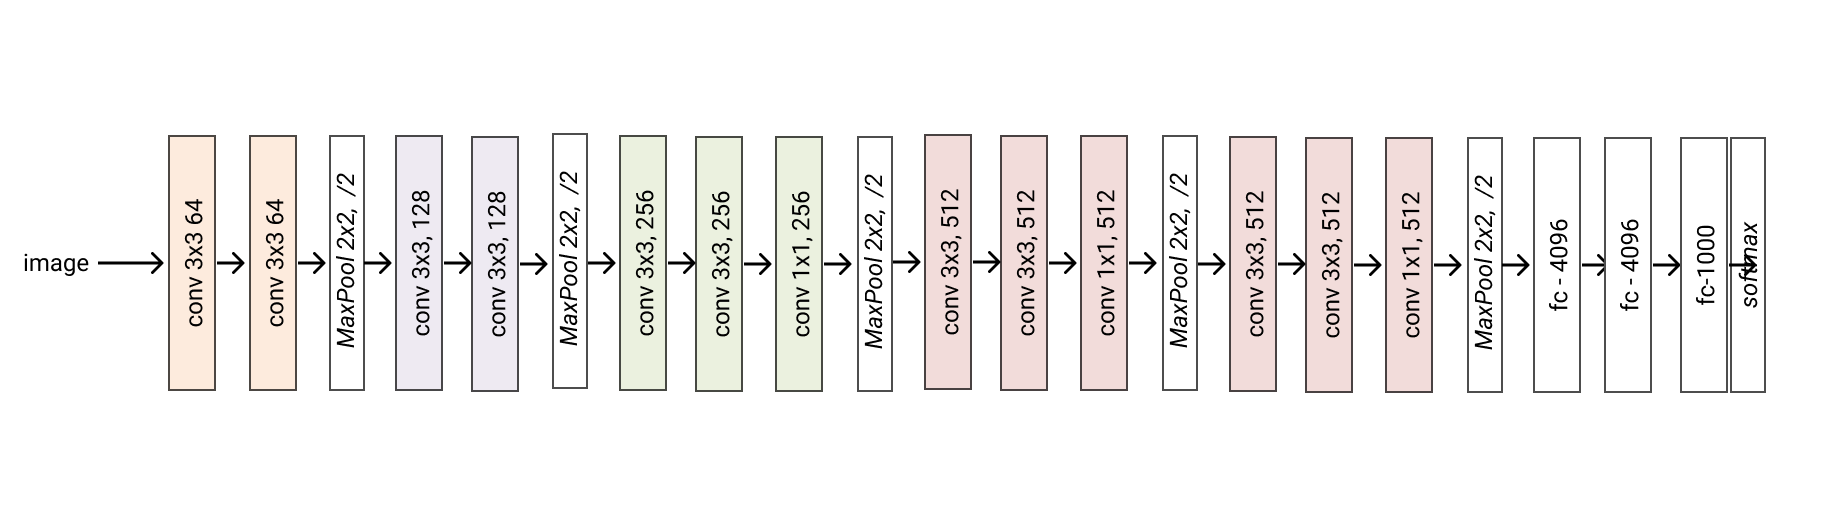 image
conv 3x3 64
conv 3x3 64
MaxPool 2x2, /2
conv 3x3, 128
conv 3x3, 128
MaxPool 2x2, /2
conv 3x3, 256
conv 3x3, 256
conv 1x1, 256
MaxPool 2x2, /2
conv 3x3, 512
conv 3x3, 512
conv 1x1, 512
MaxPool 2x2, /2
conv 3x3, 512
conv 3x3, 512
conv 1x1, 512
MaxPool 2x2, /2
fc - 4096
fc - 4096
fc-1000
softmax